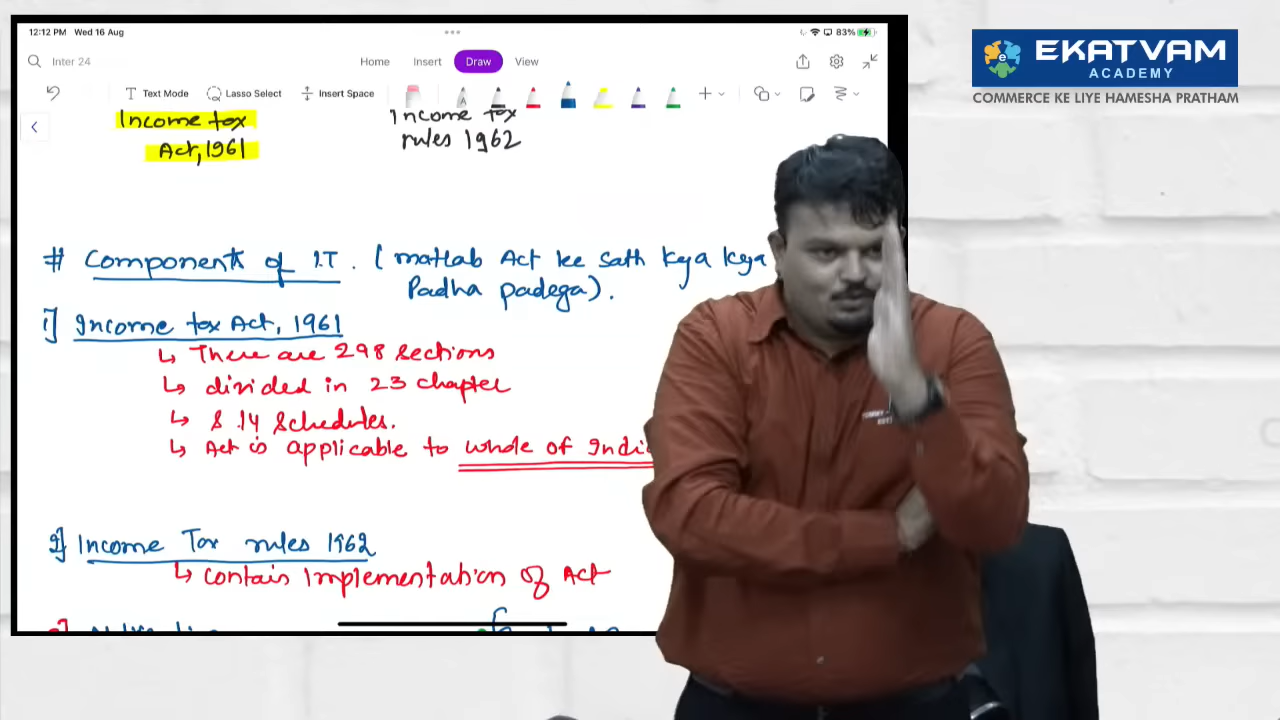 12:12 PM Wed 16 Aug
83%
Inter 24
Home Insert Draw View
Text Mode Lasso Select Insert Space
Income tax
Act, 1961
Income tax
rules 1962
# Components of I.T. (matlab Act ke sath kya kya
Padha padega).
1] Income tax Act, 1961
↳ There are 298 sections
↳ divided in 23 chapter
↳ & 14 Schedules.
↳ Act is applicable to whole of Indi
2] Income Tax rules 1962
↳ Contain Implementation of Act
EKATVAM
ACADEMY
COMMERCE KE LIYE HAMESHA PRATHAM